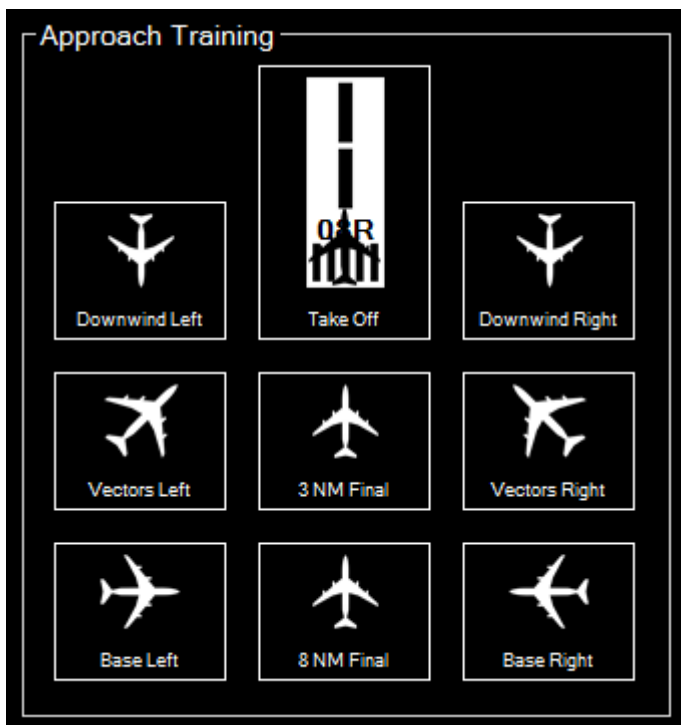 Approach Training
08R
Downwind Left
Take Off
Downwind Right
Vectors Left
3 NM Final
Vectors Right
Base Left
8 NM Final
Base Right